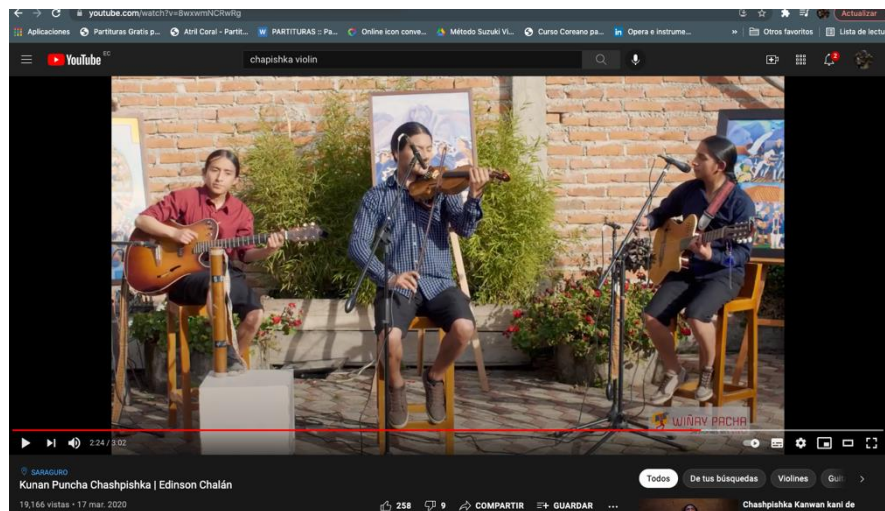 youtube.com/watch?v=8wxwmNCRwRg
Actualizar
Aplicaciones Partituras Gratis p... Atril Coral - Partit... PARTITURAS :: Pa... Online icon conve... Método Suzuki Vi... Curso Coreano pa... Opera e instrume... » Otros favoritos Lista de lectu
YouTube EC chapishka violin 2
WIÑAY PACHA
2:24 / 3:02
SARAGURO
Kunan Puncha Chashpishka | Edinson Chalán
Todos De tus búsquedas Violines Guit
19,166 vistas • 17 mar. 2020 258 9 COMPARTIR GUARDAR ...
Chashpishka Kanwan kani de